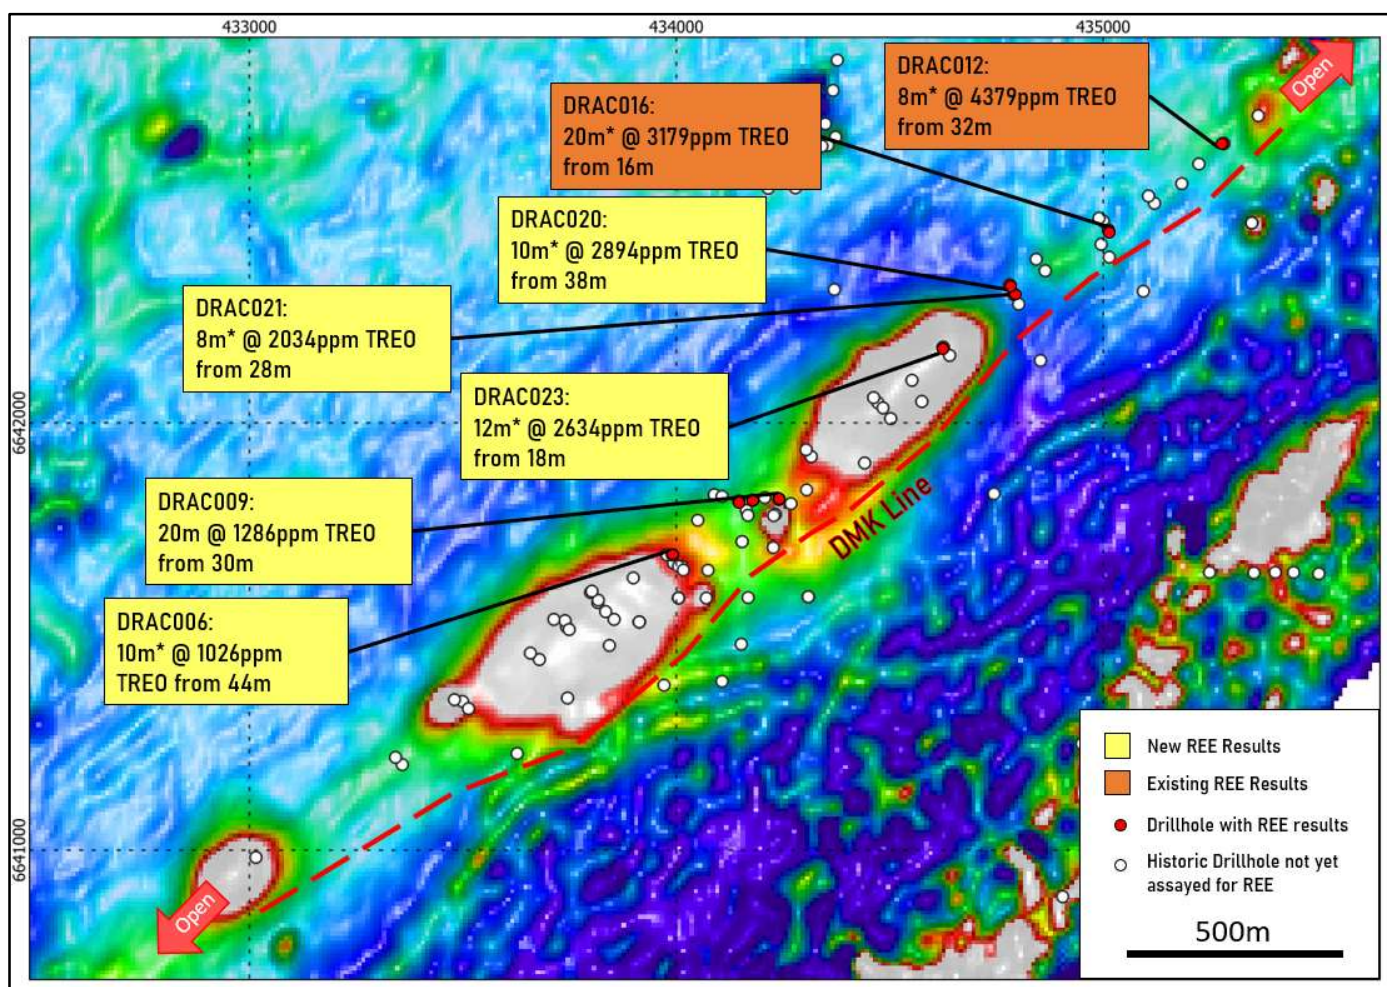 433000
434000
435000
DRAC012:
8m* @ 4379ppm TREO
from 32m
Open
DRAC016:
20m* @ 3179ppm TREO
from 16m
DRAC020:
10m* @ 2894ppm TREO
from 38m
DRAC021:
8m* @ 2034ppm TREO
from 28m
DRAC023:
12m* @ 2634ppm TREO
from 18m
6642000
DMK Line
DRAC009:
20m @ 1286ppm TREO
from 30m
DRAC006:
10m* @ 1026ppm
TREO from 44m
6641000
Open
New REE Results
Existing REE Results
Drillhole with REE results
Historic Drillhole not yet
assayed for REE
500m